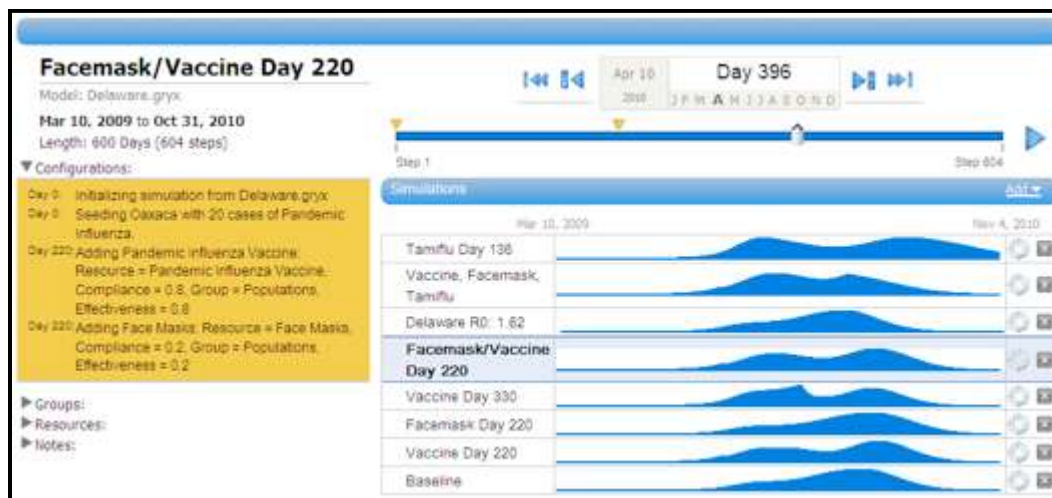 Facemask/Vaccine Day 220
Model: Delaware.gryx
Mar 10, 2009 to Oct 31, 2010
Length: 600 Days (604 steps)
Configurations:
Day 0: Initializing simulation from Delaware.gryx
Day 0: Seeding Oaxaca with 20 cases of Pandemic
Influenza.
Day 220: Adding Pandemic Influenza Vaccine:
Resource = Pandemic Influenza Vaccine,
Compliance = 0.8, Group = Populations,
Effectiveness = 0.8
Day 220: Adding Face Masks: Resource = Face Masks,
Compliance = 0.2, Group = Populations,
Effectiveness = 0.2
Groups:
Resources:
Notes:
Apr 10
2010
Day 396
J F M A M J J A S O N D
Step 1
Step 604
Simulations
Add
Mar 10, 2009
Nov 4, 2010
Tamiflu Day 136
Vaccine, Facemask,
Tamiflu
Delaware R0: 1.62
Facemask/Vaccine
Day 220
Vaccine Day 330
Facemask Day 220
Vaccine Day 220
Baseline